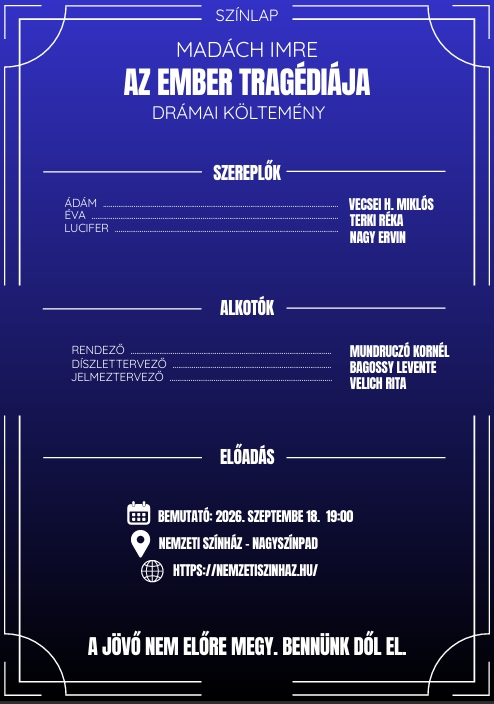 SZÍNLAP
MADÁCH IMRE
AZ EMBER TRAGÉDIÁJA
DRÁMAI KÖLTEMÉNY
SZEREPLŐK
ÁDÁM VECSEI H. MIKLÓS
ÉVA TERKI RÉKA
LUCIFER NAGY ERVIN
ALKOTÓK
RENDEZŐ MUNDRUCZÓ KORNÉL
DÍSZLETTERVEZŐ BAGOSSY LEVENTE
JELMEZTERVEZŐ VELICH RITA
ELŐADÁS
BEMUTATÓ: 2026. SZEPTEMBE 18. 19:00
NEMZETI SZÍNHÁZ - NAGYSZÍNPAD
HTTPS://NEMZETISZINHAZ.HU/
A JÖVŐ NEM ELŐRE MEGY. BENNÜNK DŐL EL.